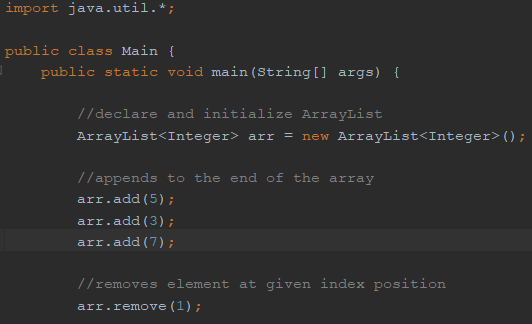 import java.util.*;
public class Main {
public static void main(String[] args) {
//declare and initialize ArrayList
ArrayList<Integer> arr = new ArrayList<Integer>();
//appends to the end of the array
arr.add(5);
arr.add(3);
arr.add(7);
//removes element at given index position
arr.remove(1);